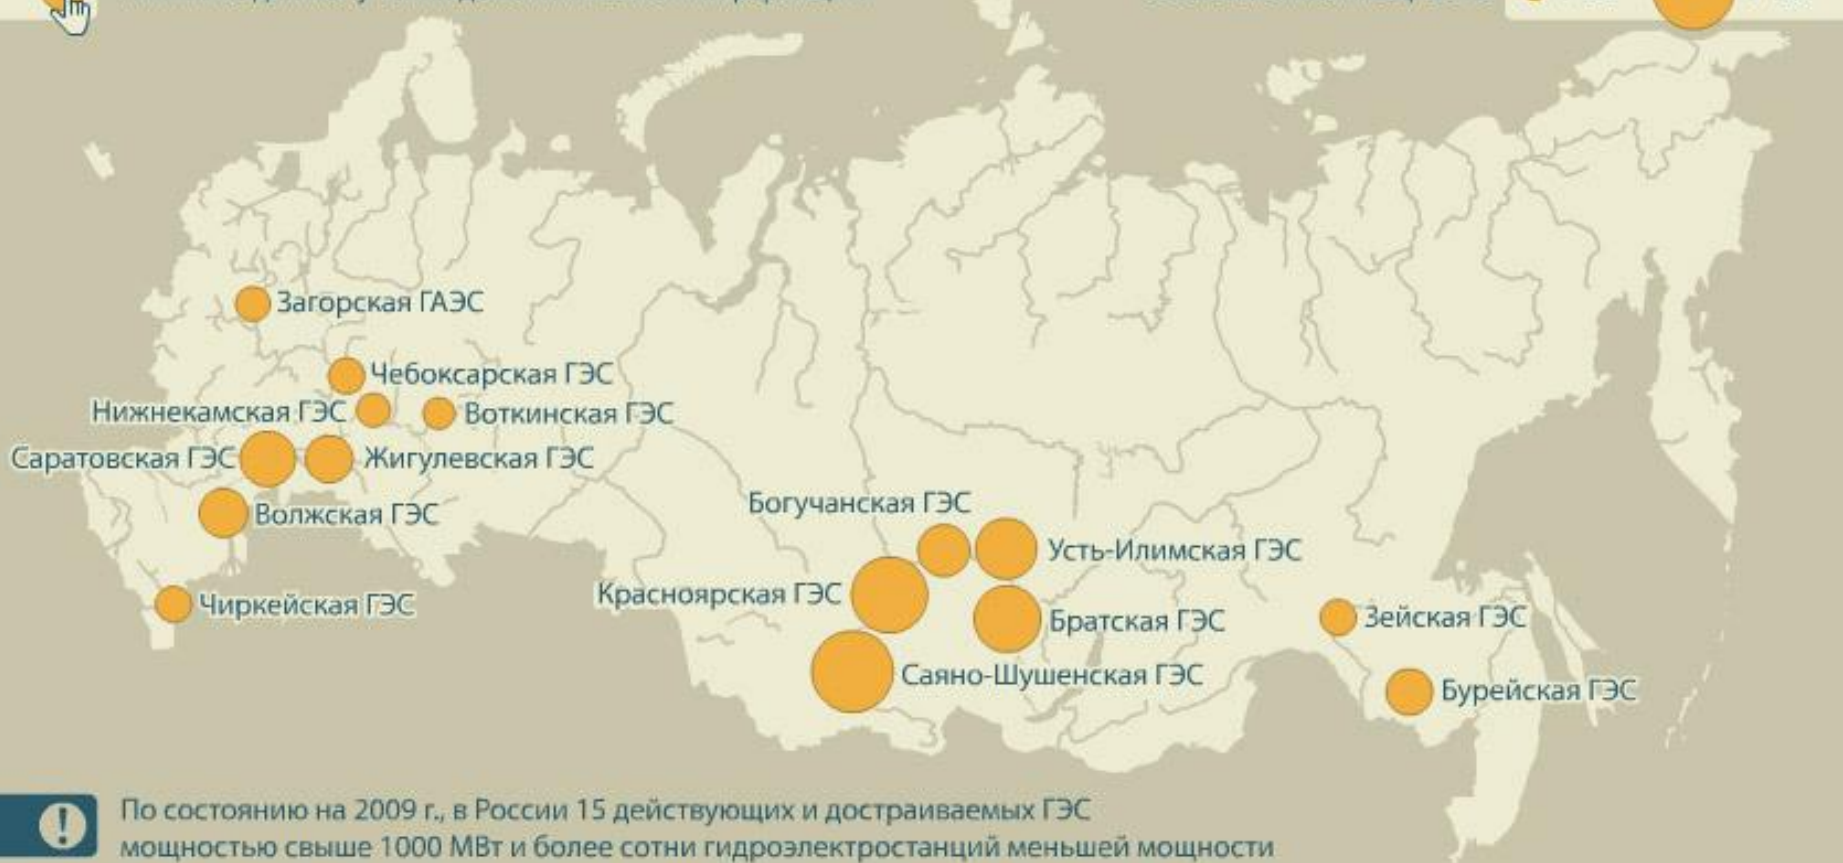 Загорская ГАЭС
Чебоксарская ГЭС
Нижнекамская ГЭС
Воткинская ГЭС
Саратовская ГЭС
Жигулевская ГЭС
Волжская ГЭС
Богучанская ГЭС
Усть-Илимская ГЭС
Красноярская ГЭС
Чиркейская ГЭС
Братская ГЭС
Зейская ГЭС
Саяно-Шушенская ГЭС
Бурейская ГЭС
По состоянию на 2009 г., в России 15 действующих и достраиваемых ГЭС
мощностью свыше 1000 МВт и более сотни гидроэлектростанций меньшей мощности